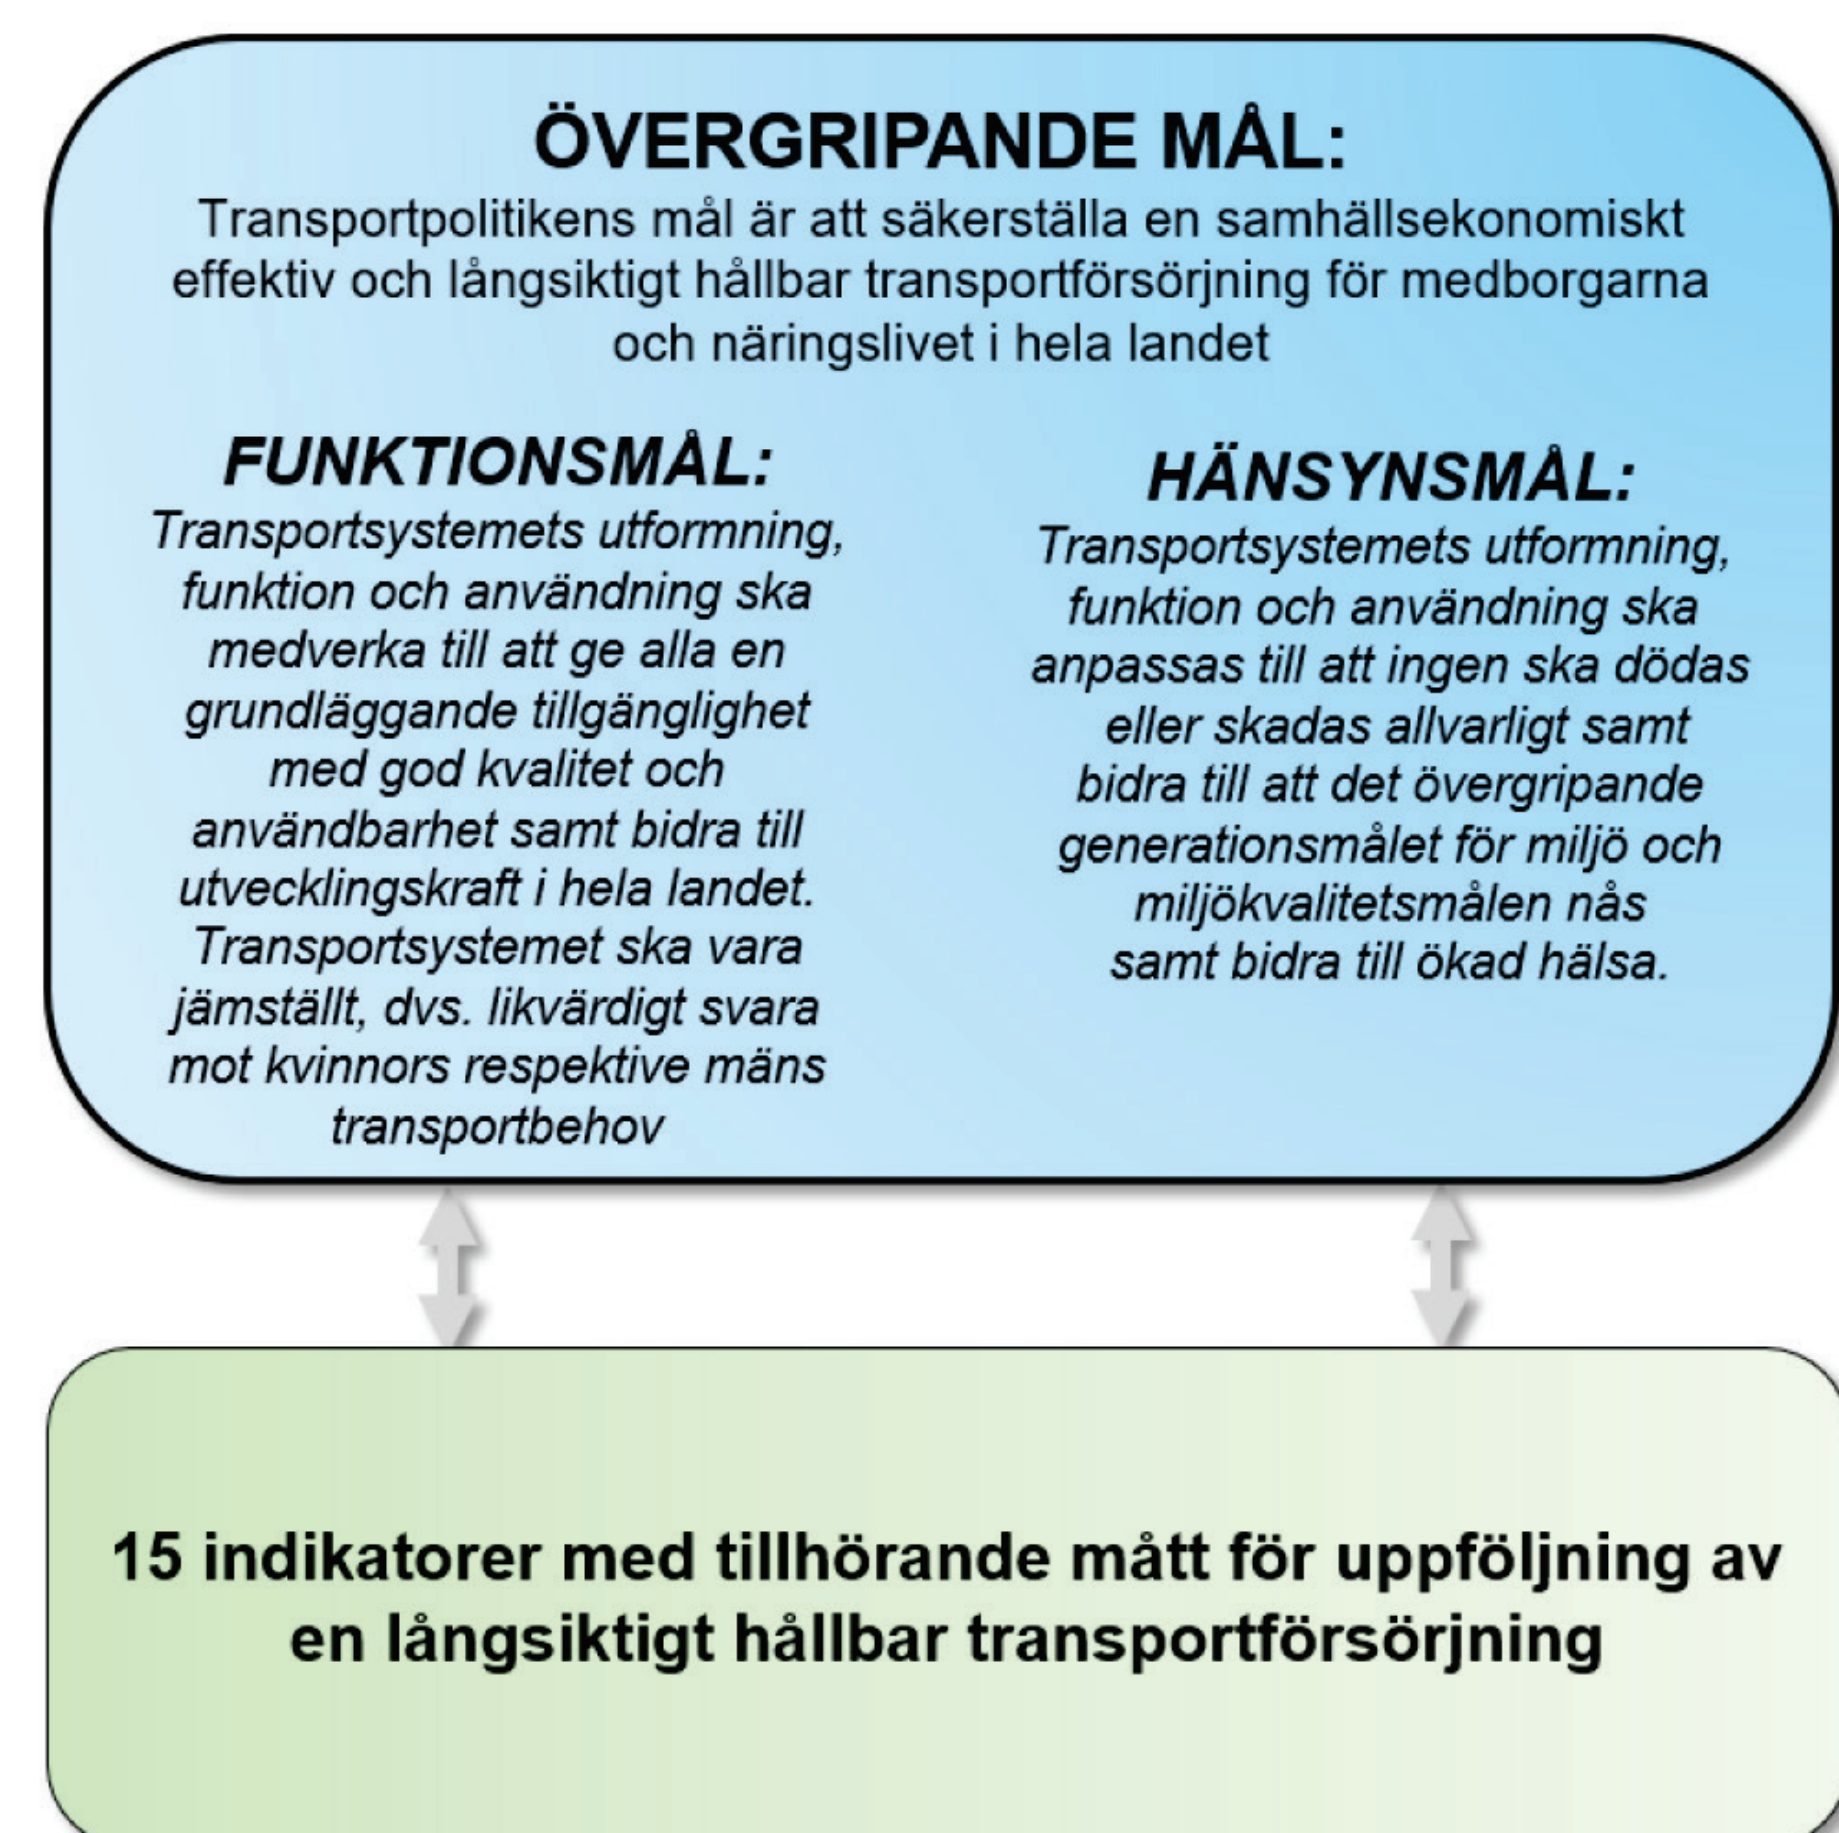 ÖVERGRIPANDE MÅL:
Transportpolitikens mål är att säkerställa en samhällsekonomiskt
effektiv och långsiktigt hållbar transportförsörjning för medborgarna
och näringslivet i hela landet
FUNKTIONSMÅL:
Transportsystemets utformning,
funktion och användning ska
medverka till att ge alla en
grundläggande tillgänglighet
med god kvalitet och
användbarhet samt bidra till
utvecklingskraft i hela landet.
Transportsystemet ska vara
jämställt, dvs. likvärdigt svara
mot kvinnors respektive mäns
transportbehov
HÄNSYNSMÅL:
Transportsystemets utformning,
funktion och användning ska
anpassas till att ingen ska dödas
eller skadas allvarligt samt
bidra till att det övergripande
generationsmålet för miljö och
miljökvalitetsmålen nås
samt bidra till ökad hälsa.
15 indikatorer med tillhörande mått för uppföljning av
en långsiktigt hållbar transportförsörjning